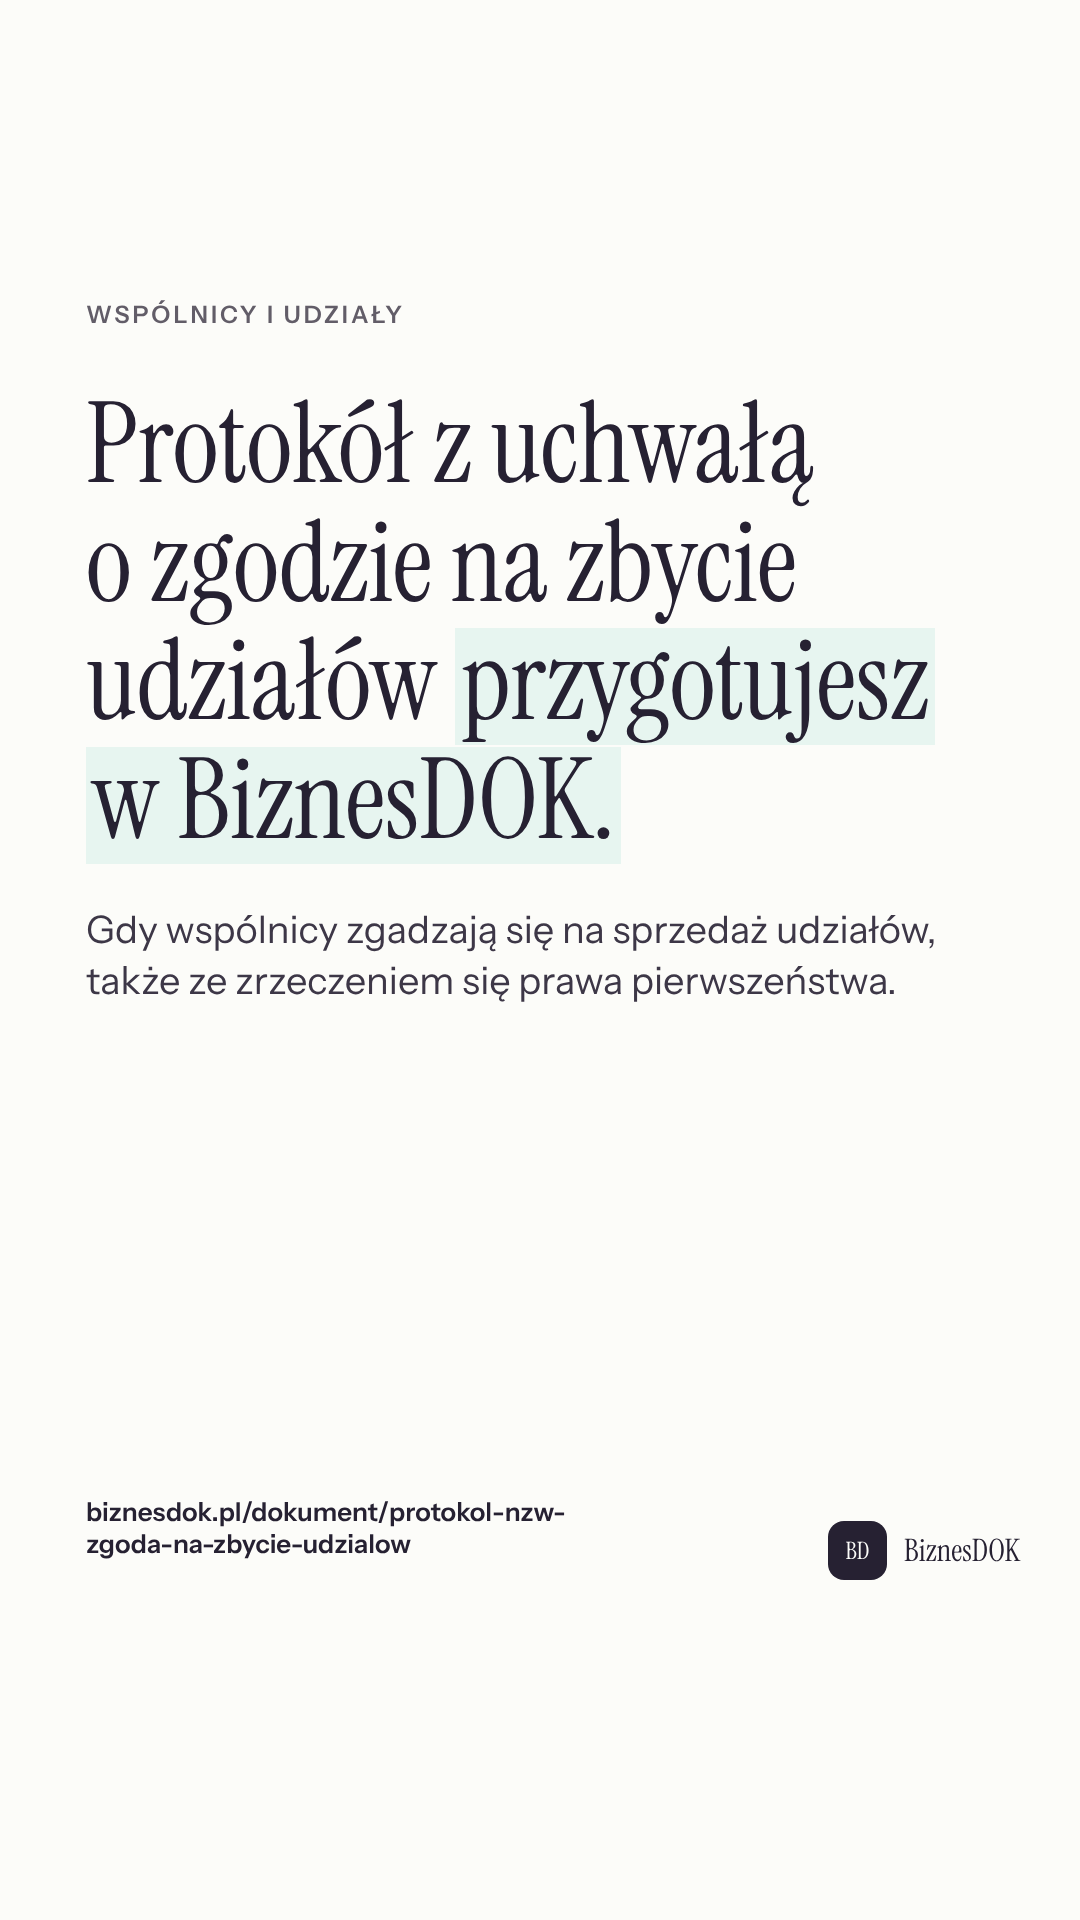 WSPÓLNICY I UDZIAŁY
Protokół z uchwałą
o zgodzie na zbycie
udziałów przygotujesz
w BiznesDOK.
Gdy wspólnicy zgadzają się na sprzedaż udziałów,
także ze zrzeczeniem się prawa pierwszeństwa.
biznesdok.pl/dokument/protokol-nzw-
zgoda-na-zbycie-udzialow
BD BiznesDOK